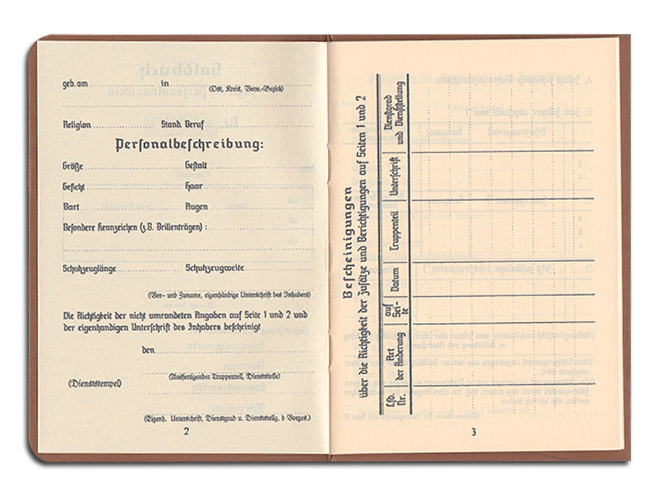 geb. am in
(Ort, Kreis, Verw.-Bezirk)
Religion Stand, Beruf
Personalbeschreibung:
Größe Gestalt
Gesicht Haar
Bart Augen
Besondere Kennzeichen (z.B. Brillenträgen):
Schuhzeuglänge Schuhzeugweite
(Vor- und Zuname, eigenhändige Unterschrift des Inhabers)
Die Richtigkeit der nicht umrandeten Angaben auf Seite 1 und 2 und
der eigenhandigen Unterschrift des Inhabers bescheinigt
den
(Ausfertigender Truppenteil, Dienststelle)
(Dienststempel)
(Eigenh. Unterschrift, Dienstgrad u. Dienststellg. d Vorges.)
2
Bescheinigungen
über die Richtigkeit der Zusätze und Berichtigungen auf Seiten 1 und 2
Lfd. Nr.
Art der Änderung
auf Sei- te
Datum
Truppenteil
Unterschrift
Dienstgrad und Dienststellung
3